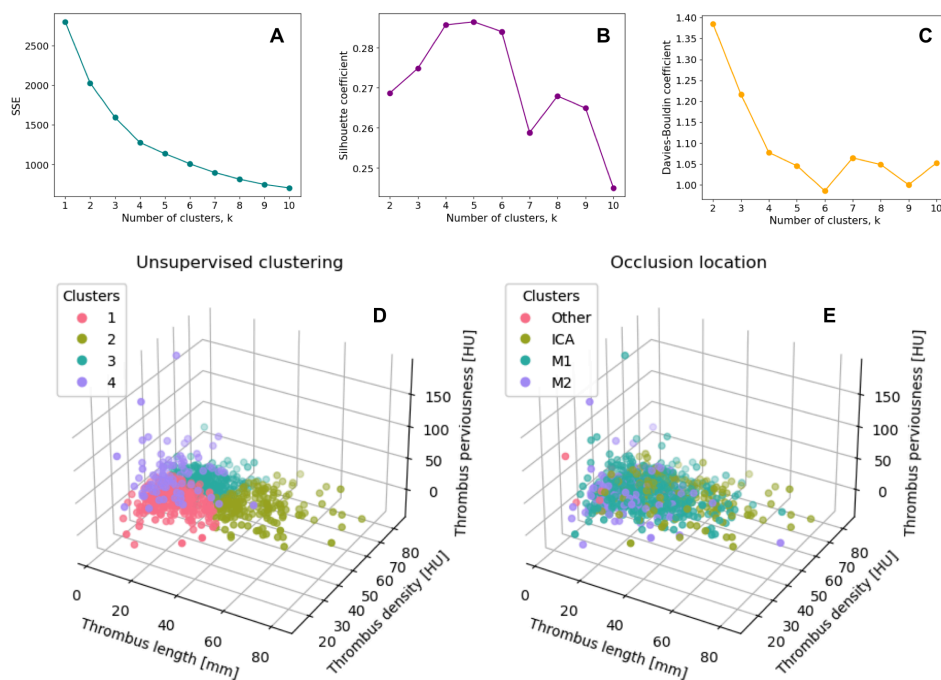 A
SSE
2500
2000
1500
1000
1 2 3 4 5 6 7 8 9 10
Number of clusters, k
B
Silhouette coefficient
0.28
0.27
0.26
0.25
2 3 4 5 6 7 8 9 10
Number of clusters, k
C
Davies-Bouldin coefficient
1.40
1.35
1.30
1.25
1.20
1.15
1.10
1.05
1.00
2 3 4 5 6 7 8 9 10
Number of clusters, k
Unsupervised clustering
D
Clusters
1
2
3
4
Thrombus perviousness [HU]
150
100
50
0
Thrombus density [HU]
80
70
60
50
40
30
20
0 20 40 60 80
Thrombus length [mm]
Occlusion location
E
Clusters
Other
ICA
M1
M2
Thrombus perviousness [HU]
150
100
50
0
Thrombus density [HU]
80
70
60
50
40
30
20
0 20 40 60 80
Thrombus length [mm]